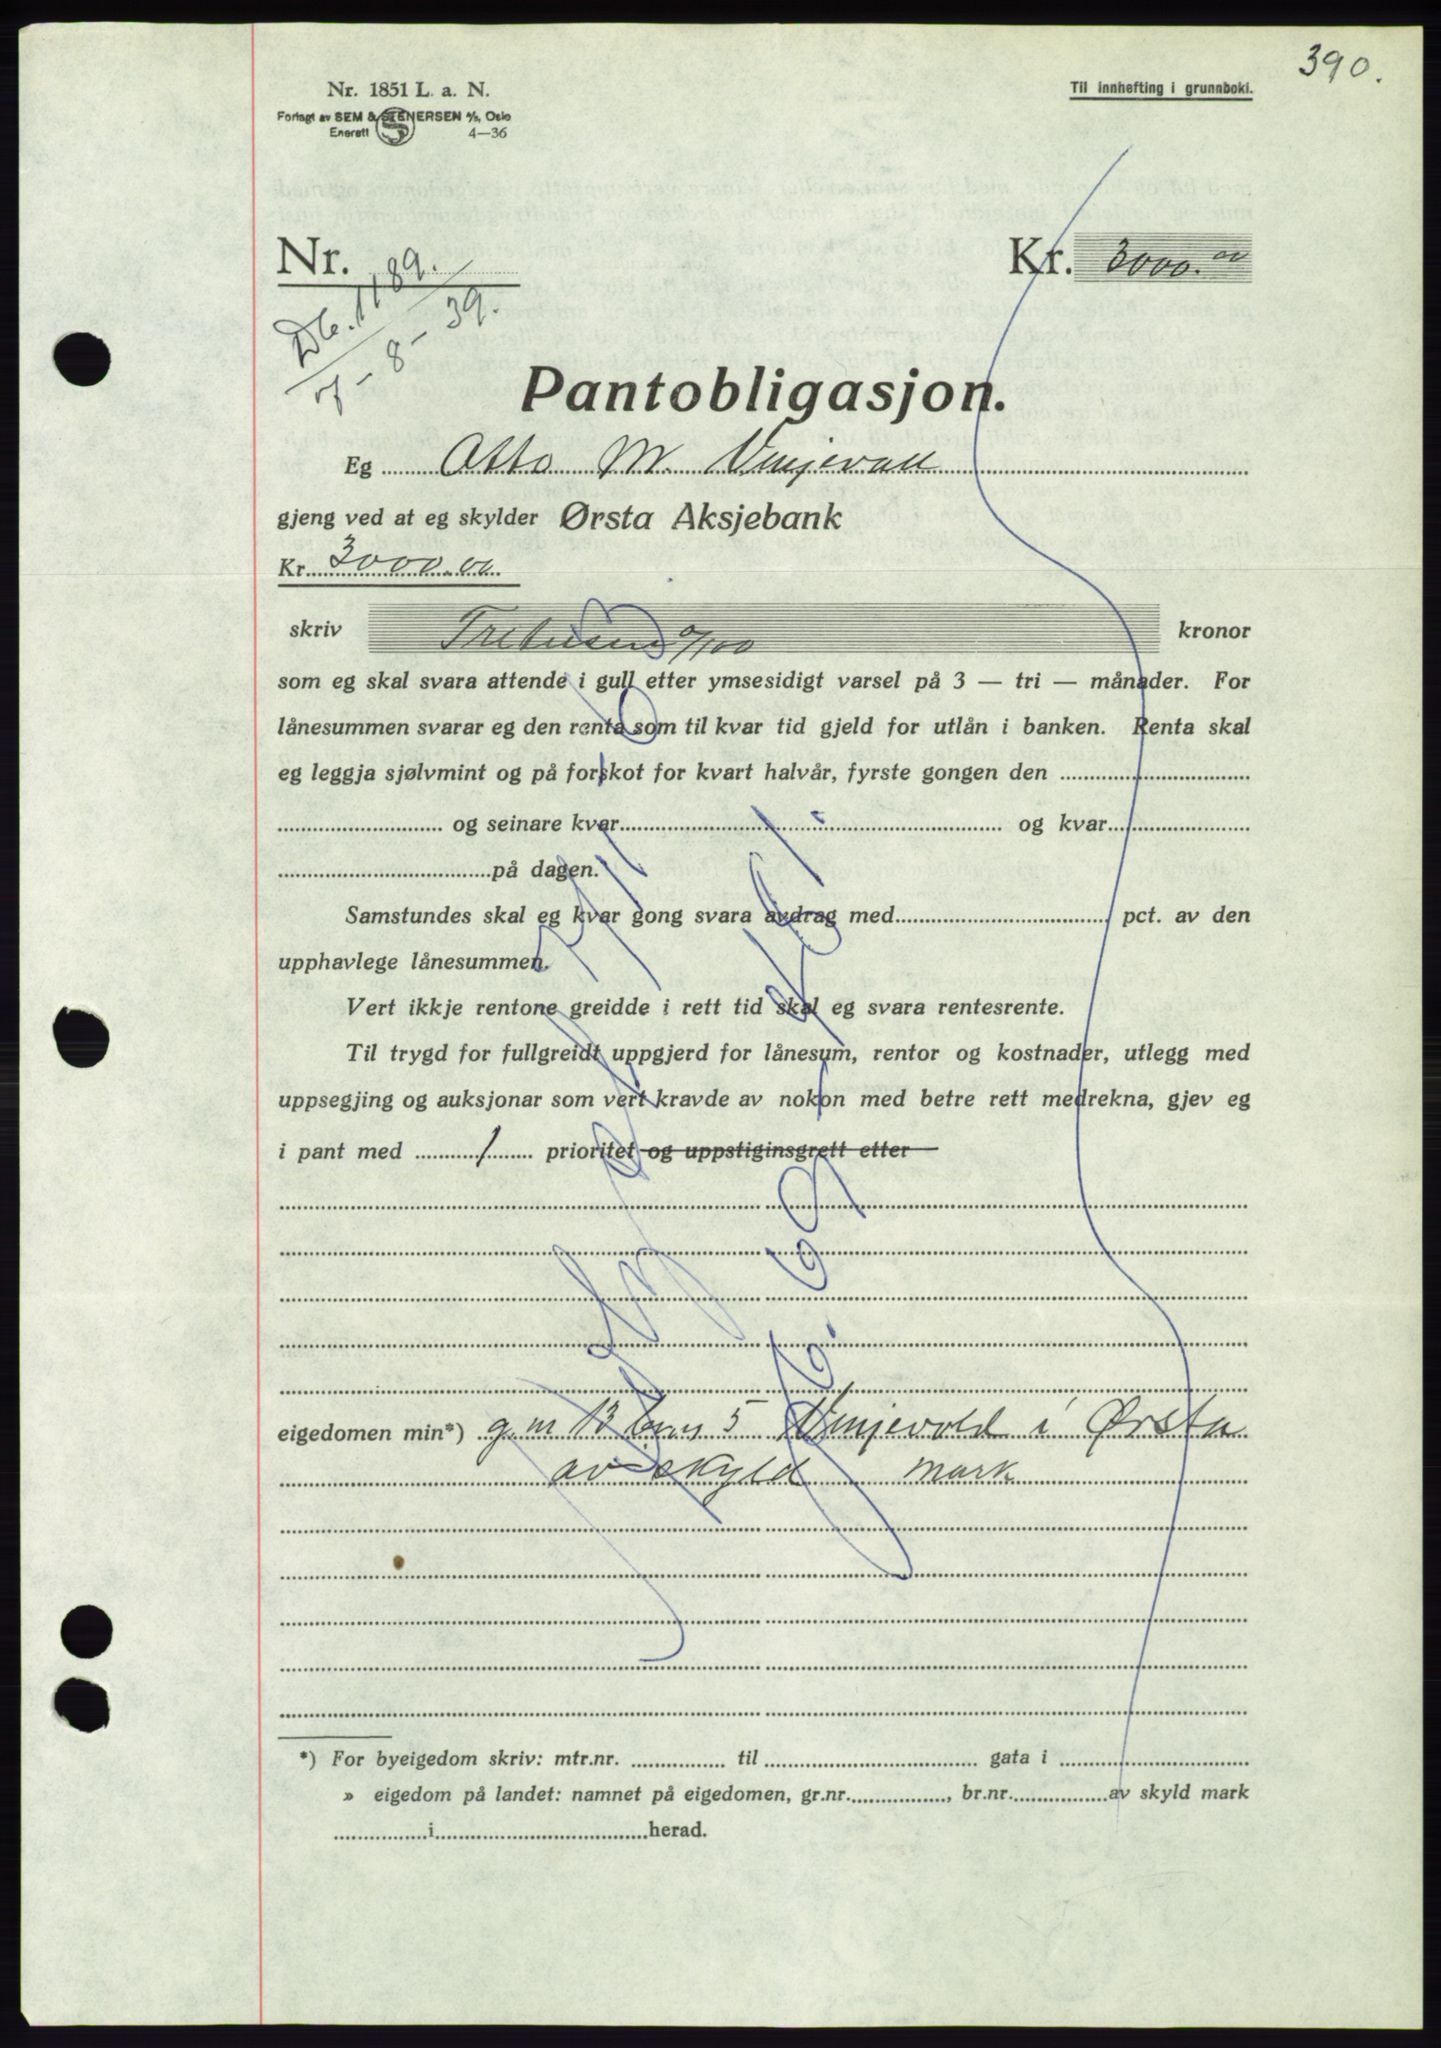 390.
Nr. 1851 L. a. N.
Til innhefting i grunnboki.
Forlagt av SEM & STENERSEN A/S, Oslo
Enerett 4—36
Nr.
Kr. 3000.00
Db. 1189.
7-8-39.
Pantobligasjon.
Eg Otto M. Vinjevoll
gjeng ved at eg skylder Ørsta Aksjebank
Kr. 3000.00
skriv Tretusen 0/100 kronor
som eg skal svara attende i gull etter ymsesidigt varsel på 3 — tri — månader. For
lånesummen svarar eg den renta som til kvar tid gjeld for utlån i banken. Renta skal
eg leggja sjølvmint og på forskot for kvart halvår, fyrste gongen den
og seinare kvar og kvar
på dagen.
Samstundes skal eg kvar gong svara avdrag med pct. av den
upphavlege lånesummen.
Vert ikkje rentone greidde i rett tid skal eg svara rentesrente.
Til trygd for fullgreidt uppgjerd for lånesum, rentor og kostnader, utlegg med
uppsegjing og auksjonar som vert kravde av nokon med betre rett medrekna, gjev eg
i pant med 1 prioritet og uppstiginsgrett etter
eigedomen min*) g.nr 13 b.nr 5 Vinjevold i Ørsta
av skyld mark
*) For byeigedom skriv: mtr.nr. til gata i
» eigedom på landet: namnet på eigedomen, gr.nr. , br.nr. av skyld mark
i herad.